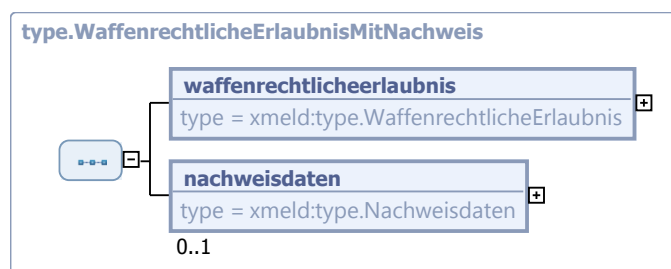 type.WaffenrechtlicheErlaubnisMitNachweis
waffenrechtlicheerlaubnis
type = xmeld:type.WaffenrechtlicheErlaubnis
nachweisdaten
type = xmeld:type.Nachweisdaten
0..1